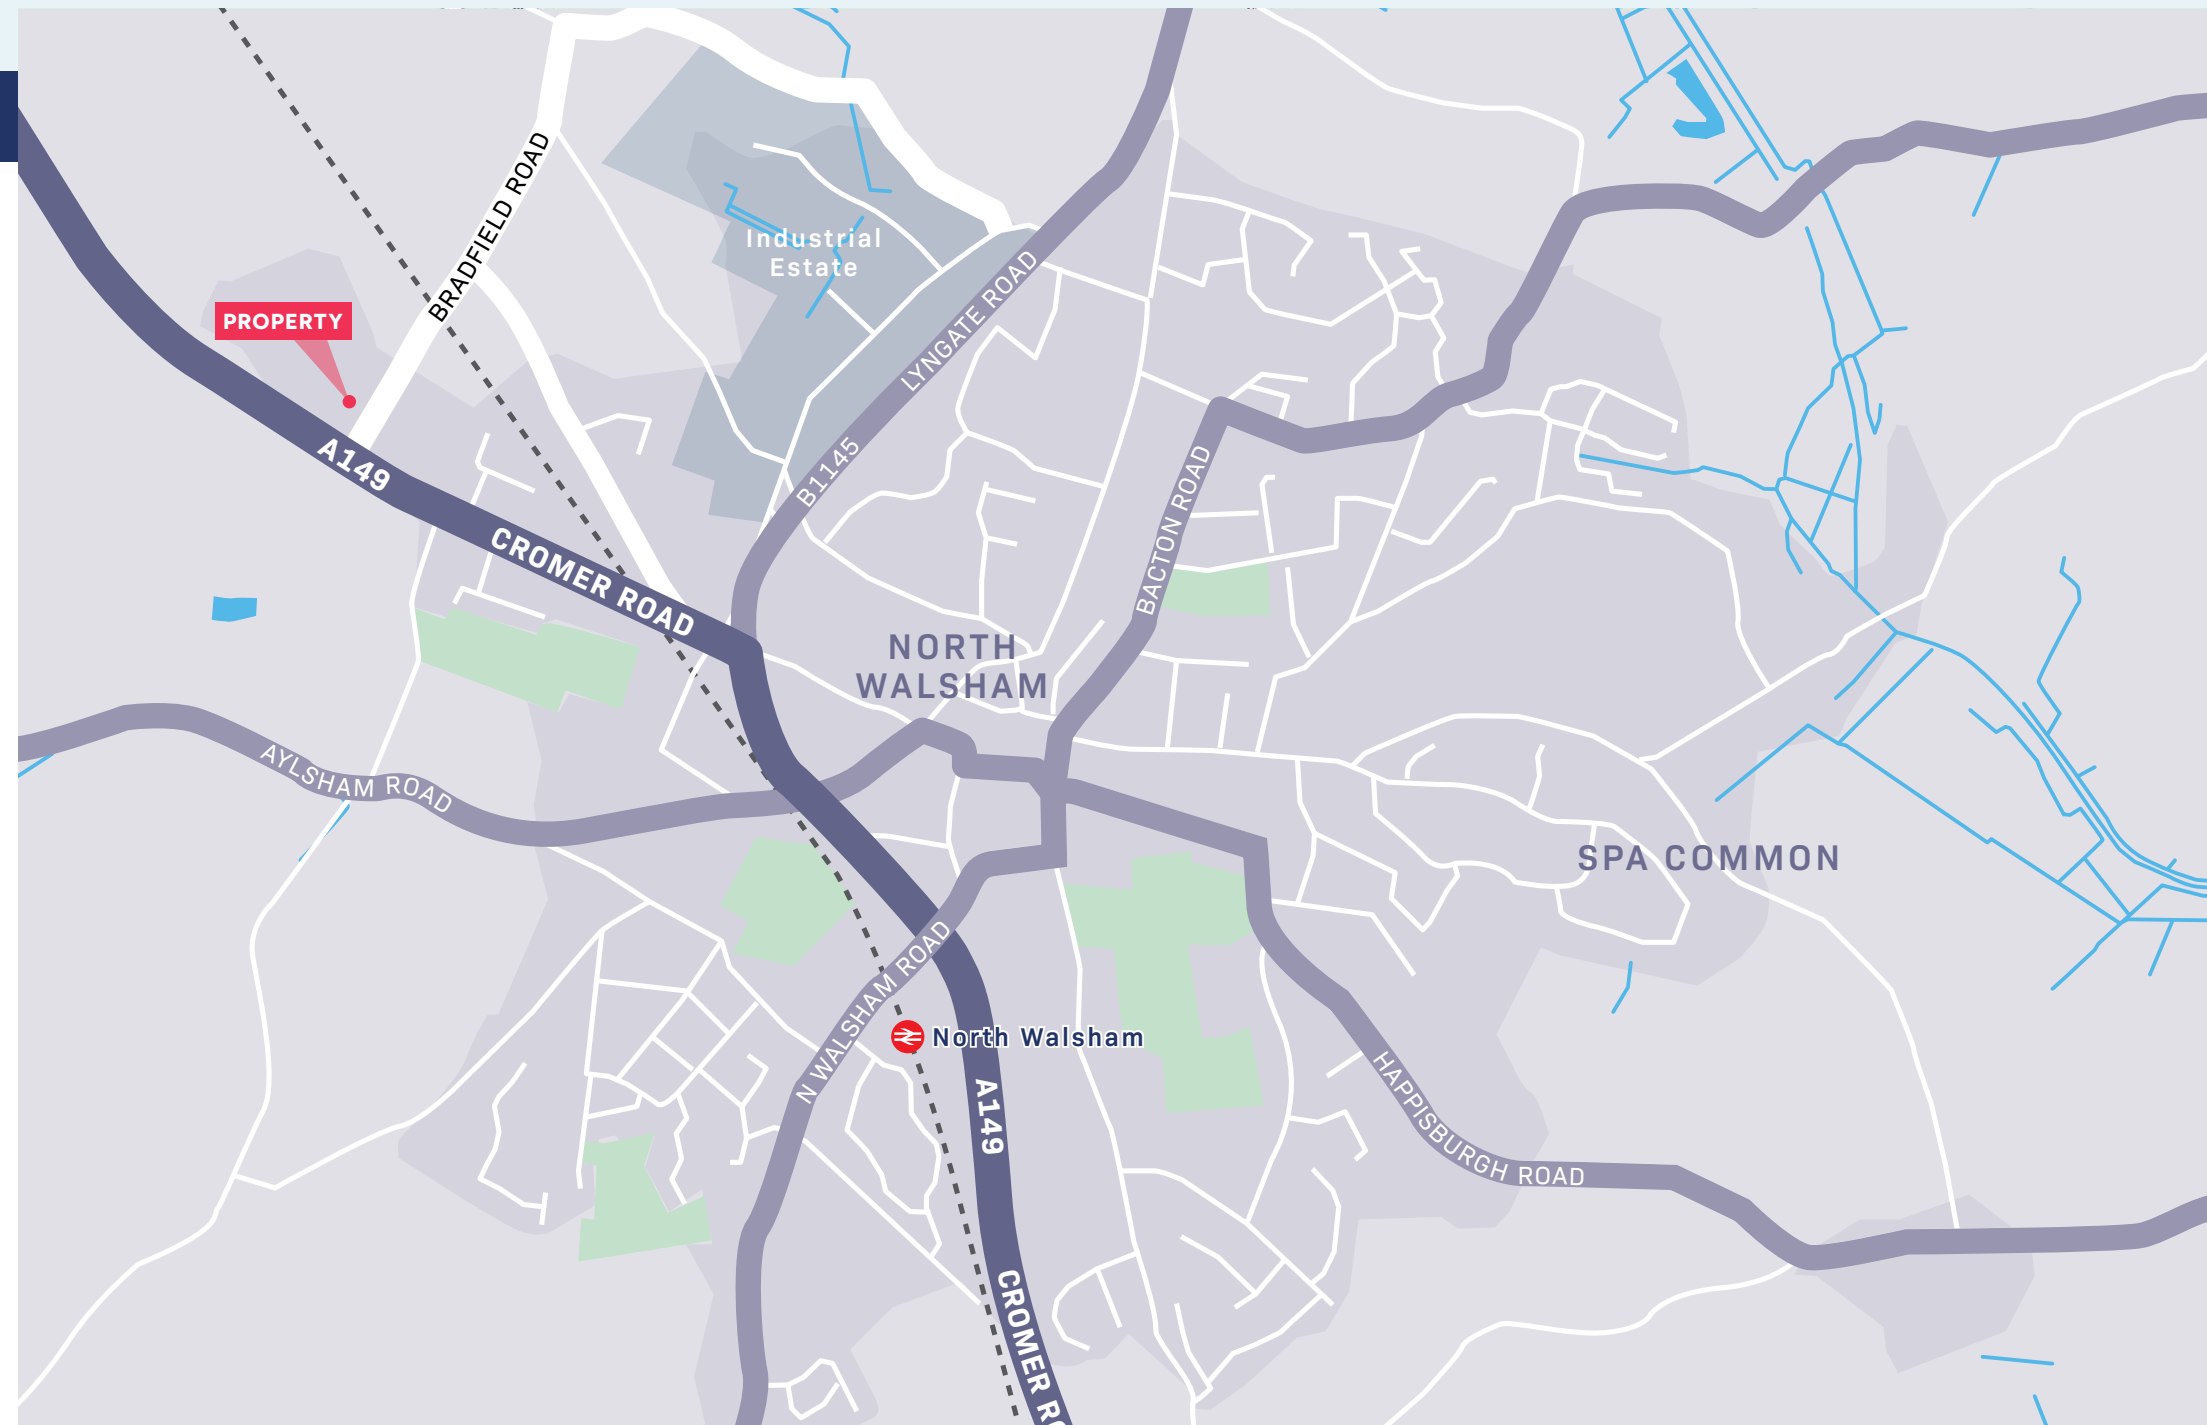 BRADFIELD ROAD
Industrial
Estate
PROPERTY
LYNGATE ROAD
A149
B1145
BACTON ROAD
CROMER ROAD
NORTH
WALSHAM
AYLSHAM ROAD
SPA COMMON
N WALSHAM ROAD
North Walsham
A149
HAPPISBURGH ROAD
CROMER RO